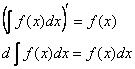 (∫ f(x)dx)′ = f(x)
d∫ f(x)dx = f(x)dx